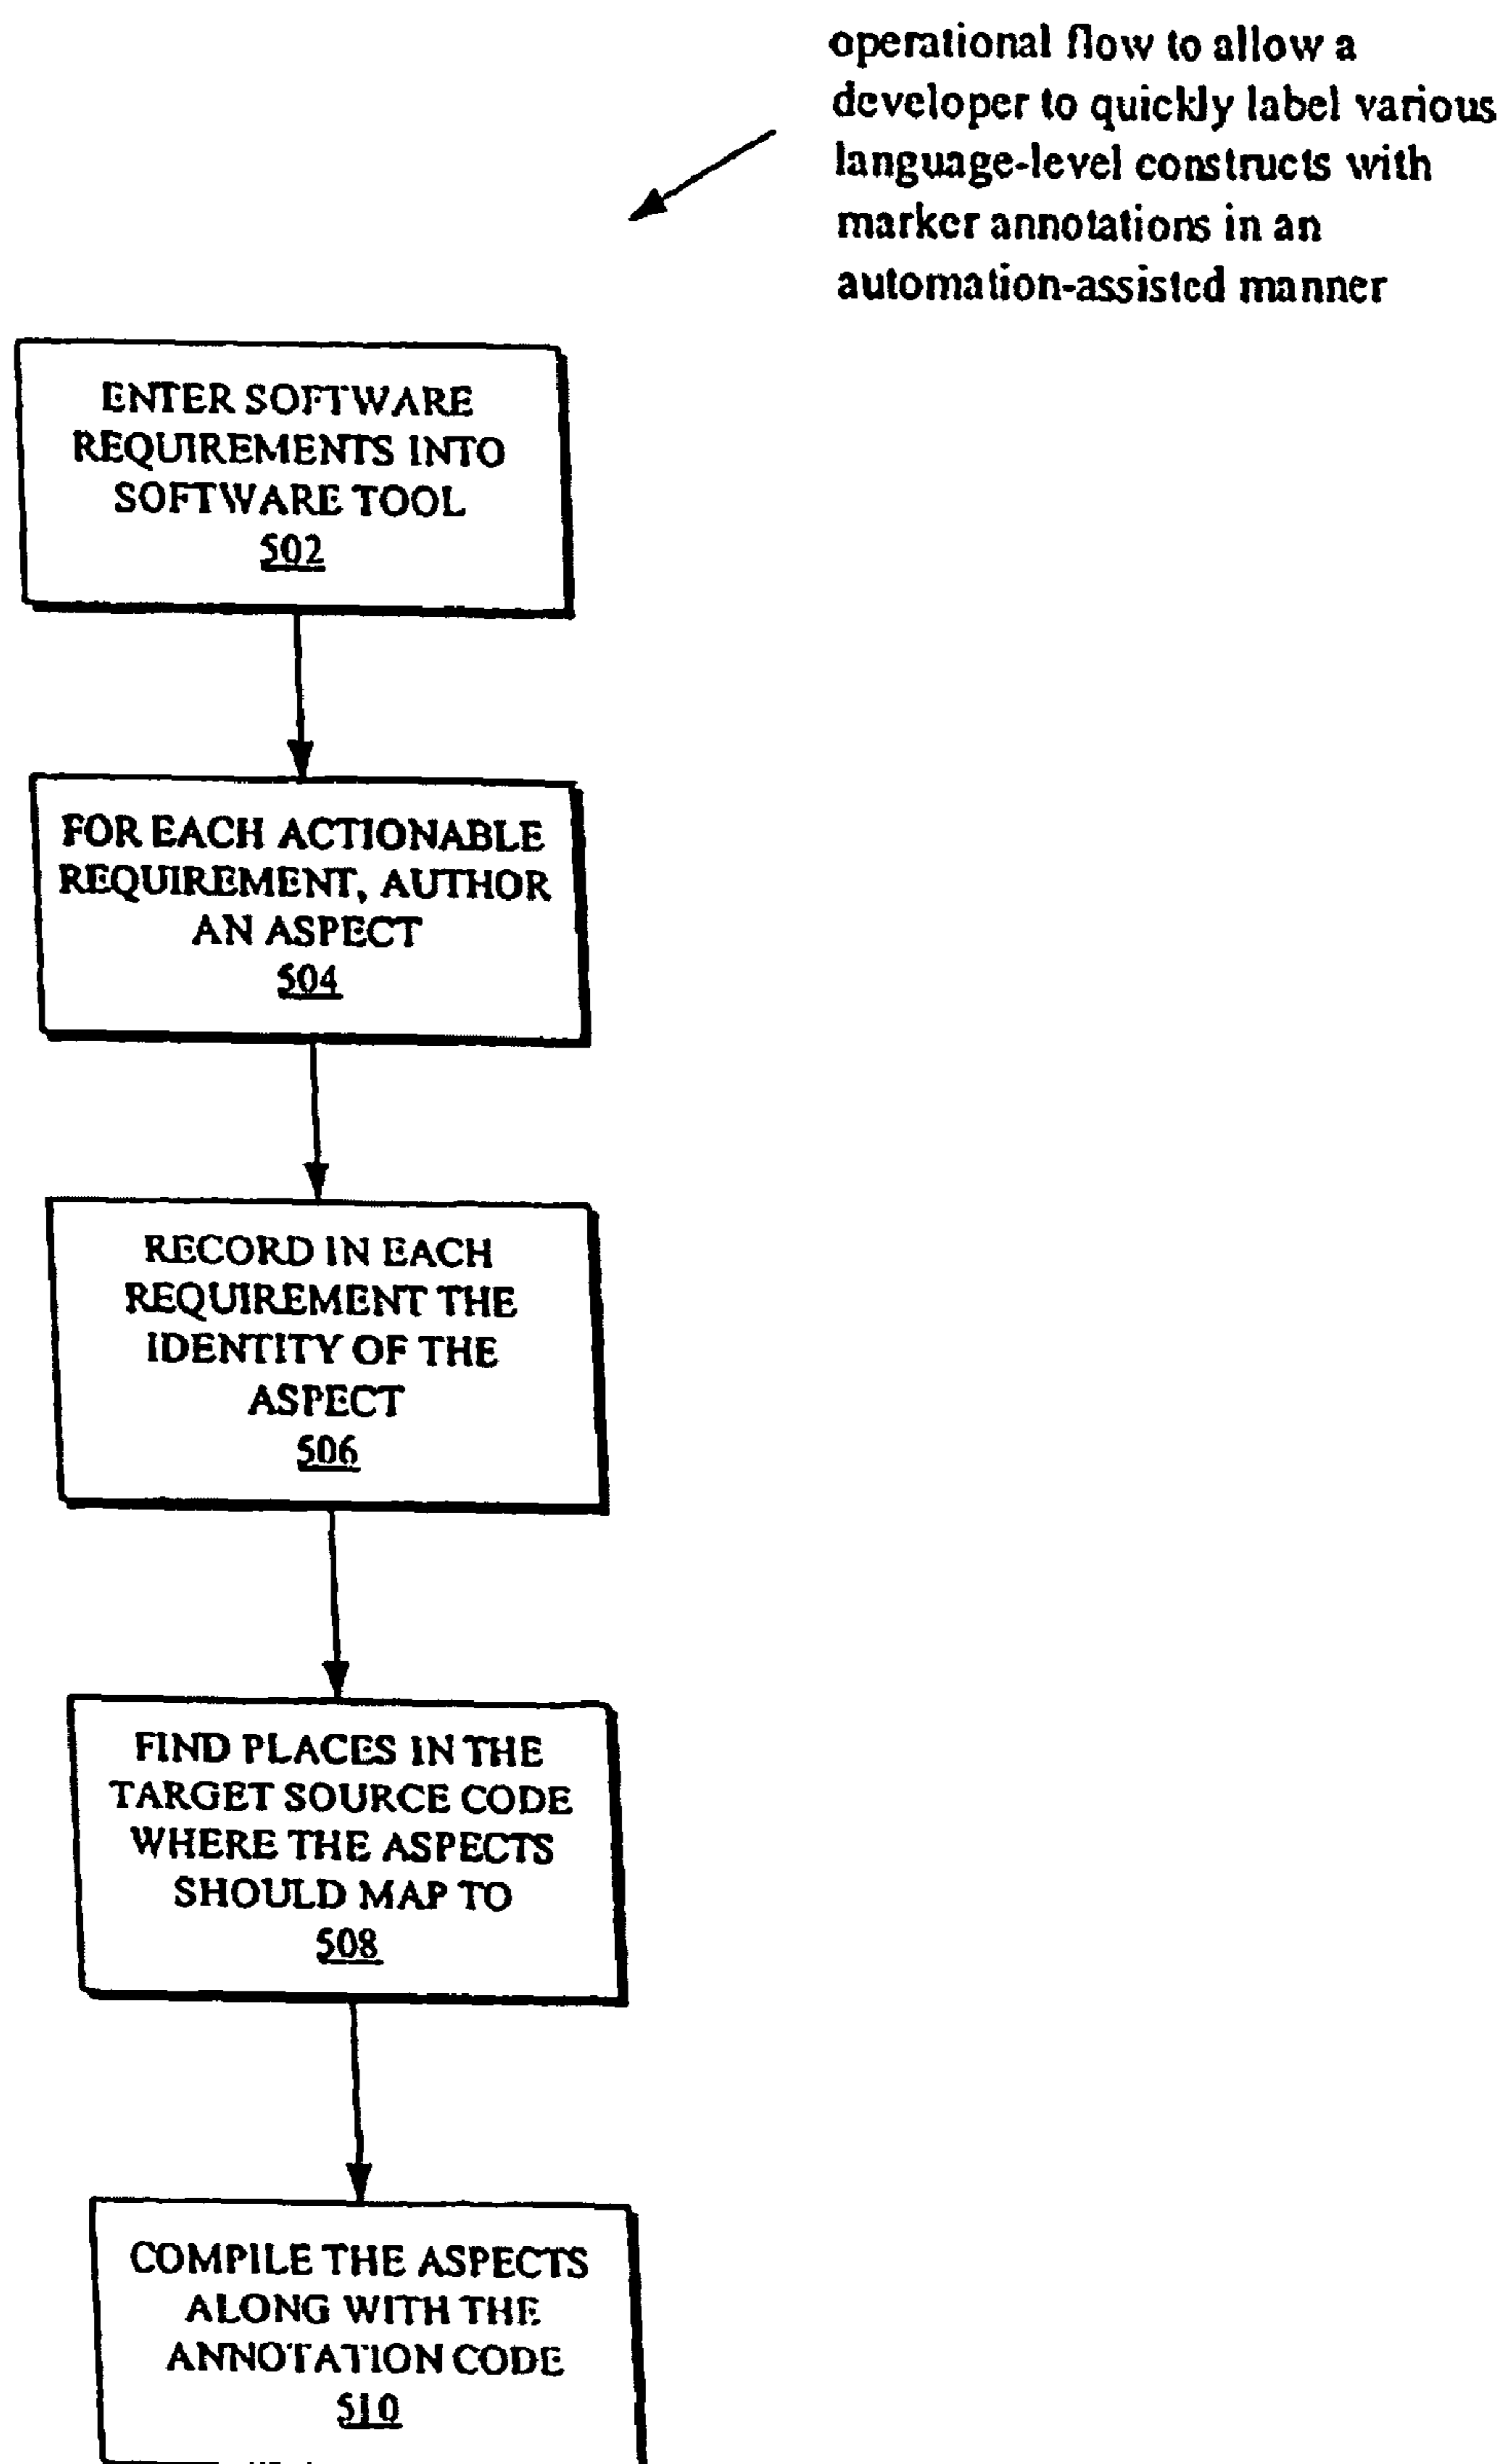 operational flow to allow a
developer to quickly label various
language-level constructs with
marker annotations in an
automation-assisted manner
ENTER SOFTWARE
REQUIREMENTS INTO
SOFTWARE TOOL
502
FOR EACH ACTIONABLE
REQUIREMENT, AUTHOR
AN ASPECT
504
RECORD IN EACH
REQUIREMENT THE
IDENTITY OF THE
ASPECT
506
FIND PLACES IN THE
TARGET SOURCE CODE
WHERE THE ASPECTS
SHOULD MAP TO
508
COMPILE THE ASPECTS
ALONG WITH THE
ANNOTATION CODE
510